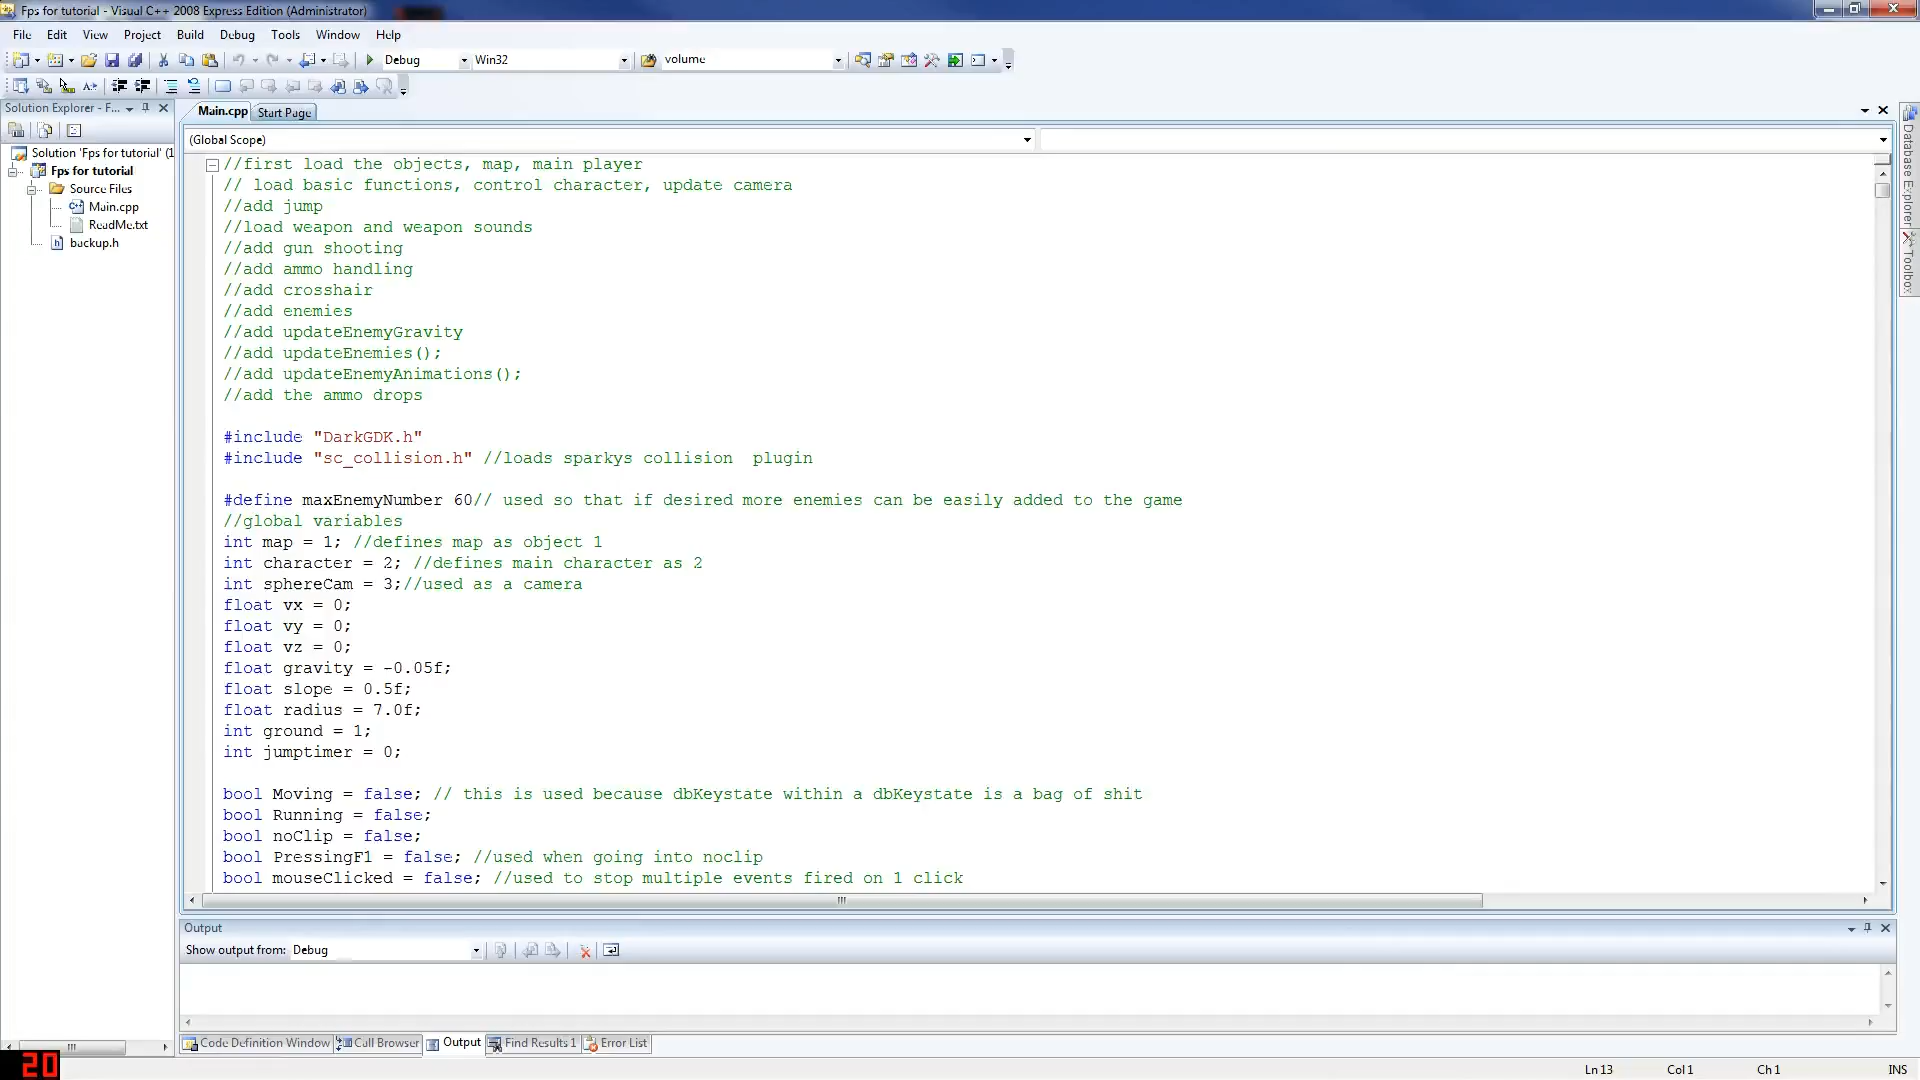 Fps for tutorial - Visual C++ 2008 Express Edition (Administrator)
File Edit View Project Build Debug Tools Window Help
Debug Win32 volume
Solution Explorer - F...
Main.cpp Start Page
(Global Scope)
Solution 'Fps for tutorial' (1
Fps for tutorial
Source Files
Main.cpp
ReadMe.txt
backup.h
//first load the objects, map, main player
// load basic functions, control character, update camera
//add jump
//load weapon and weapon sounds
//add gun shooting
//add ammo handling
//add crosshair
//add enemies
//add updateEnemyGravity
//add updateEnemies();
//add updateEnemyAnimations();
//add the ammo drops
#include "DarkGDK.h"
#include "sc_collision.h" //loads sparkys collision  plugin
#define maxEnemyNumber 60// used so that if desired more enemies can be easily added to the game
//global variables
int map = 1; //defines map as object 1
int character = 2; //defines main character as 2
int sphereCam = 3;//used as a camera
float vx = 0;
float vy = 0;
float vz = 0;
float gravity = -0.05f;
float slope = 0.5f;
float radius = 7.0f;
int ground = 1;
int jumptimer = 0;
bool Moving = false; // this is used because dbKeystate within a dbKeystate is a bag of shit
bool Running = false;
bool noClip = false;
bool PressingF1 = false; //used when going into noclip
bool mouseClicked = false; //used to stop multiple events fired on 1 click
Database Explorer
Toolbox
Output
Show output from: Debug
Code Definition Window Call Browser Output Find Results 1 Error List
20
Ln 13 Col 1 Ch 1 INS